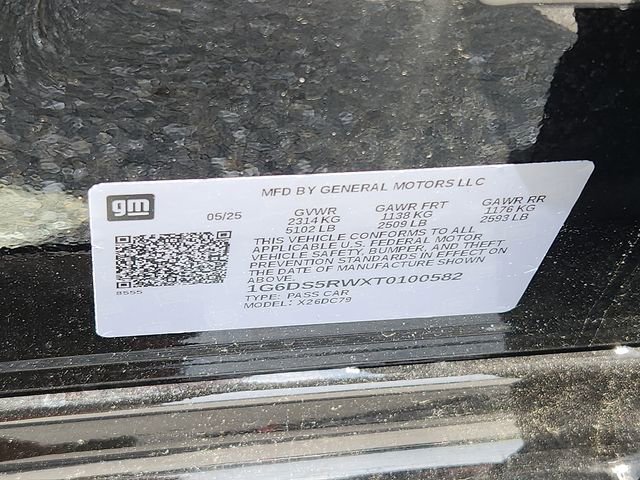 MFD BY GENERAL MOTORS LLC
gm
05/25
GVWR GAWR FRT GAWR RR
2314 KG 1138 KG 1176 KG
5102 LB 2509 LB 2593 LB
THIS VEHICLE CONFORMS TO ALL
APPLICABLE U.S. FEDERAL MOTOR
VEHICLE SAFETY, BUMPER, AND THEFT
PREVENTION STANDARDS IN EFFECT ON
THE DATE OF MANUFACTURE SHOWN
ABOVE.
8555
1G6DS5RWXT0100582
TYPE: PASS CAR
MODEL: X26DC79